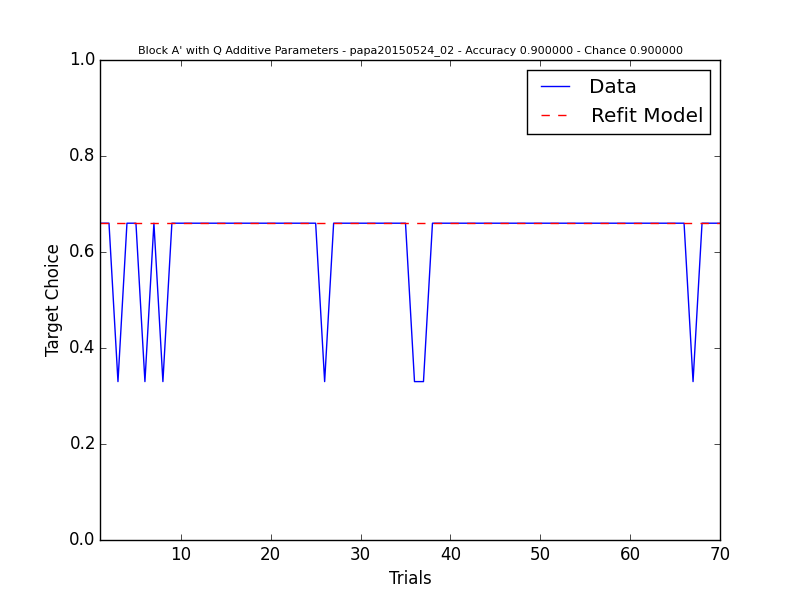 Block A' with Q Additive Parameters - papa20150524_02 - Accuracy 0.900000 - Chance 0.900000
1.0
0.8
0.6
0.4
0.2
0.0
Target Choice
Data
Refit Model
10 20 30 40 50 60 70
Trials